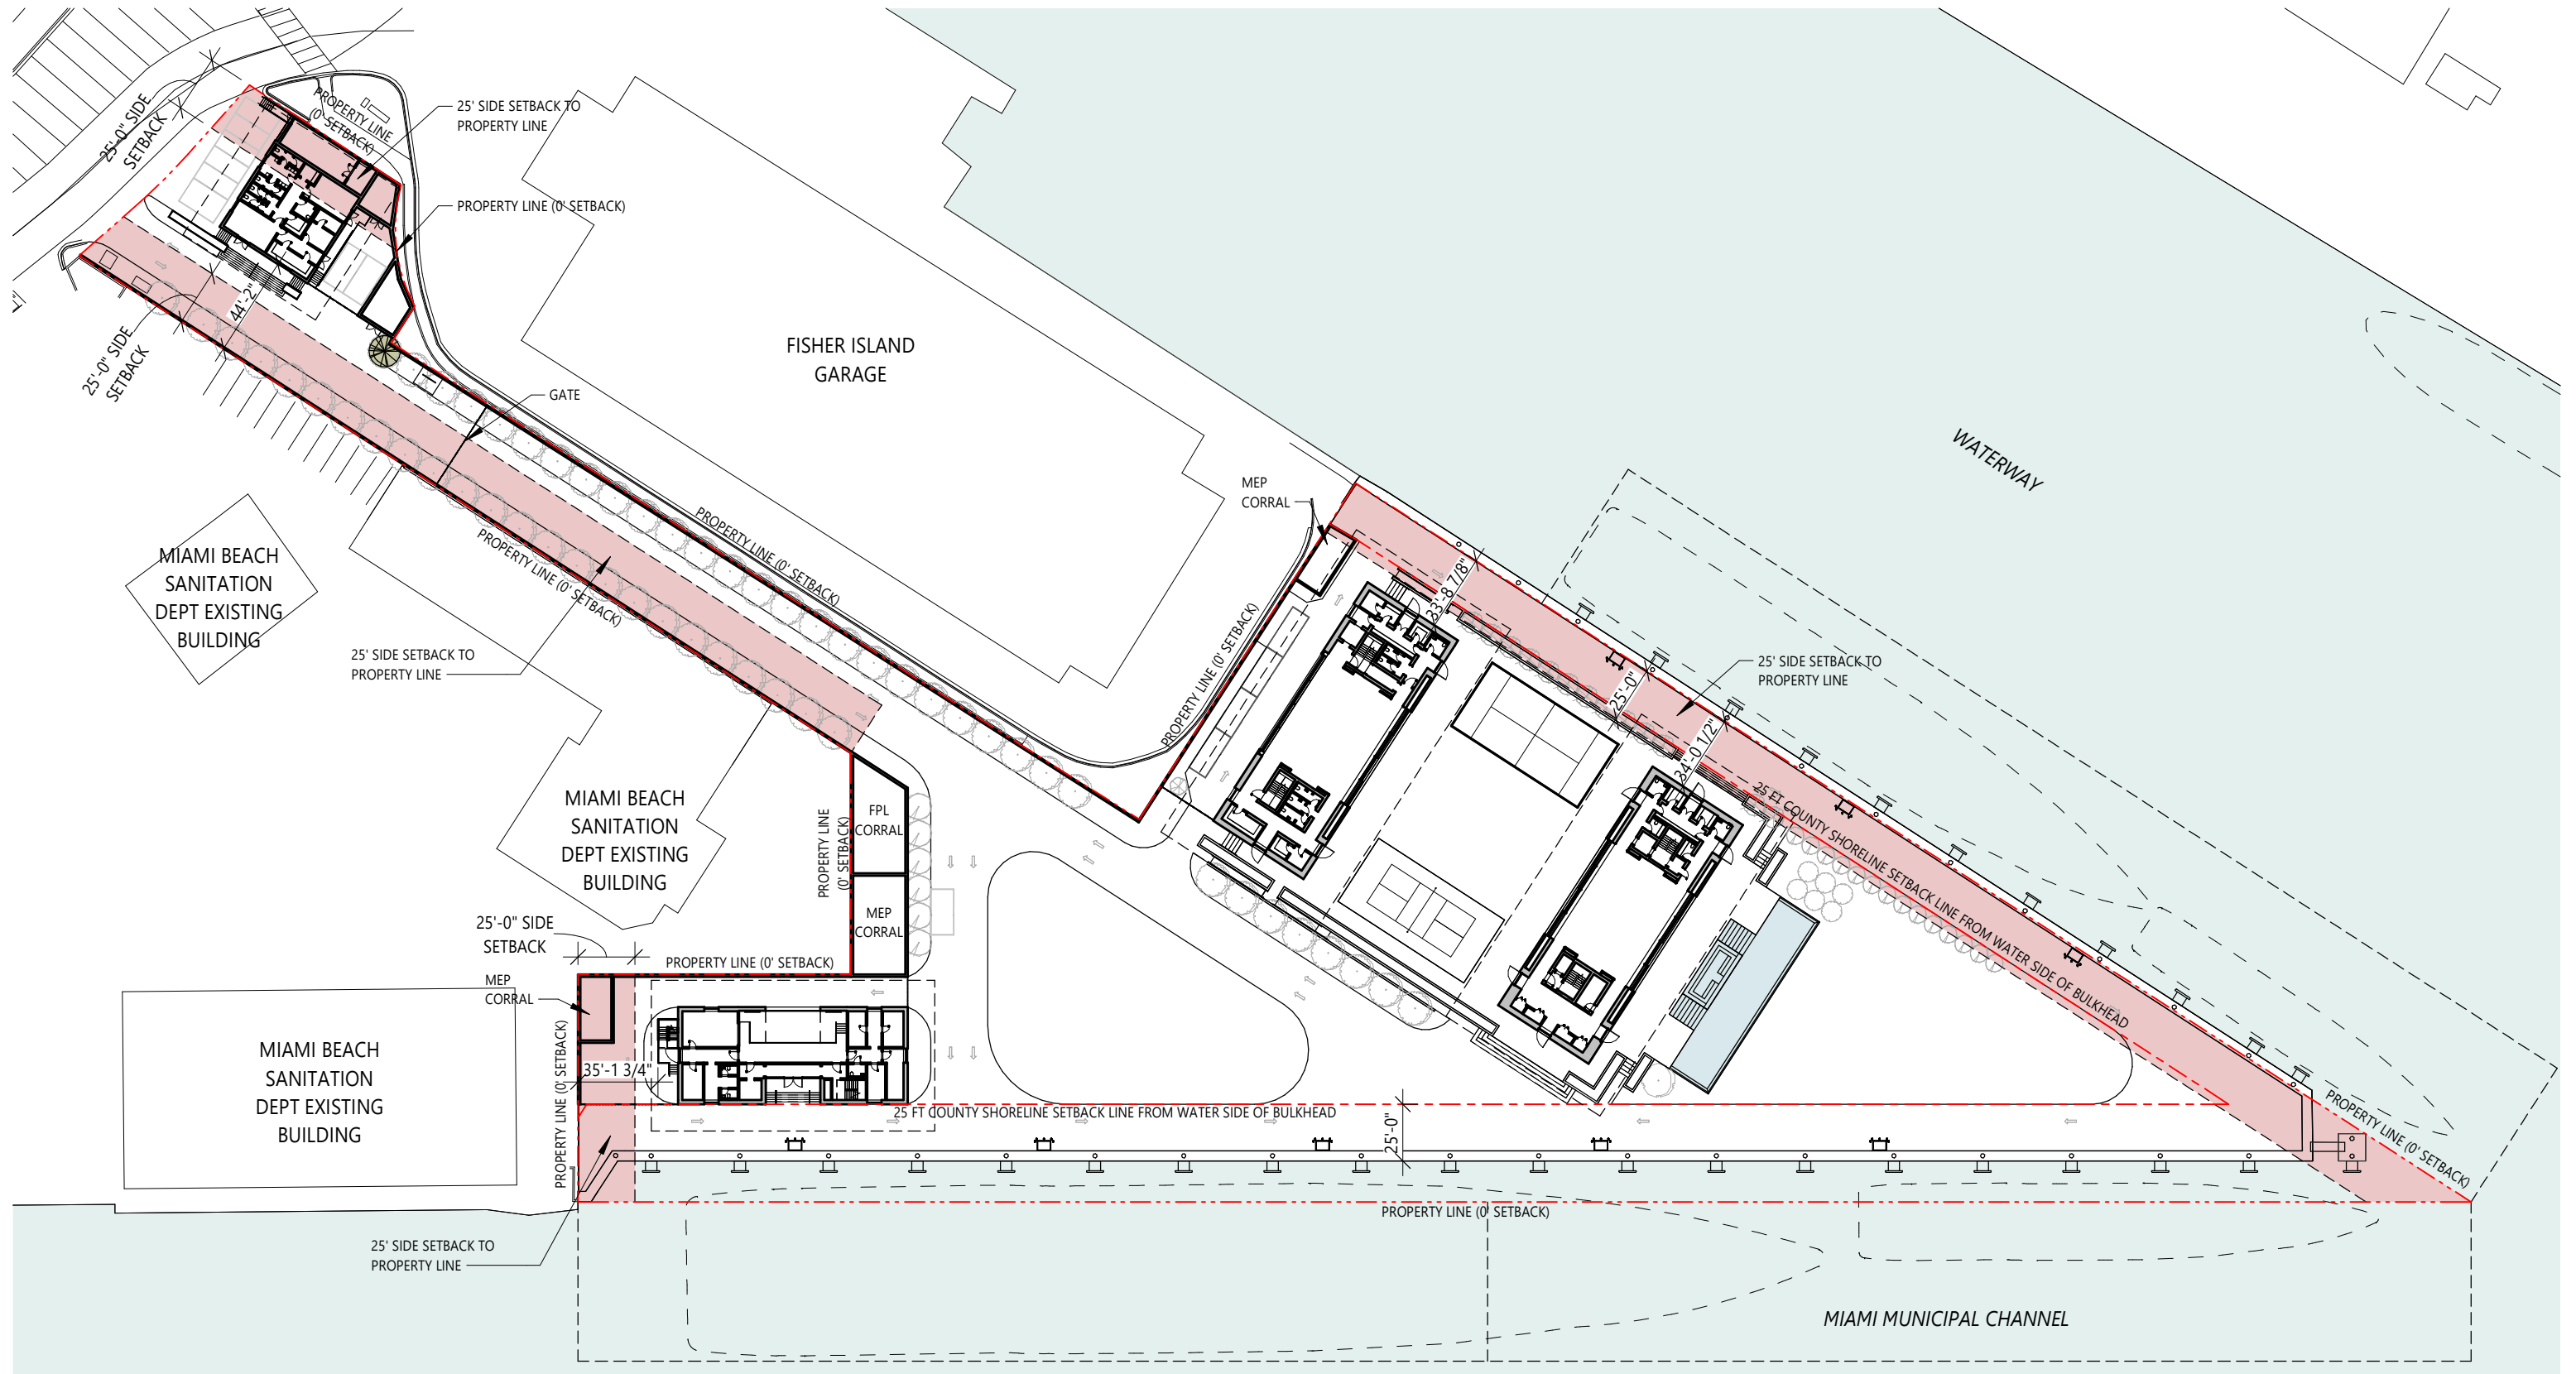 25'-0" SIDE
SETBACK
PROPERTY LINE
(0' SETBACK)
25' SIDE SETBACK TO
PROPERTY LINE
PROPERTY LINE (0' SETBACK)
44'-2"
25'-0" SIDE
SETBACK
FISHER ISLAND
GARAGE
GATE
WATERWAY
MEP
CORRAL
PROPERTY LINE (0' SETBACK)
PROPERTY LINE (0' SETBACK)
MIAMI BEACH
SANITATION
DEPT EXISTING
BUILDING
33'-8 7/8"
25' SIDE SETBACK TO
PROPERTY LINE
PROPERTY LINE (0' SETBACK)
25' SIDE SETBACK TO
PROPERTY LINE
25'-0"
34'-0 1/2"
MIAMI BEACH
SANITATION
DEPT EXISTING
BUILDING
PROPERTY LINE
(0' SETBACK)
FPL
CORRAL
MEP
CORRAL
25 FT COUNTY SHORELINE SETBACK LINE FROM WATER SIDE OF BULKHEAD
25'-0" SIDE
SETBACK
PROPERTY LINE (0' SETBACK)
MEP
CORRAL
MIAMI BEACH
SANITATION
DEPT EXISTING
BUILDING
PROPERTY LINE (0' SETBACK)
35'-1 3/4"
25 FT COUNTY SHORELINE SETBACK LINE FROM WATER SIDE OF BULKHEAD
25'-0"
PROPERTY LINE (0' SETBACK)
PROPERTY LINE (0' SETBACK)
25' SIDE SETBACK TO
PROPERTY LINE
MIAMI MUNICIPAL CHANNEL